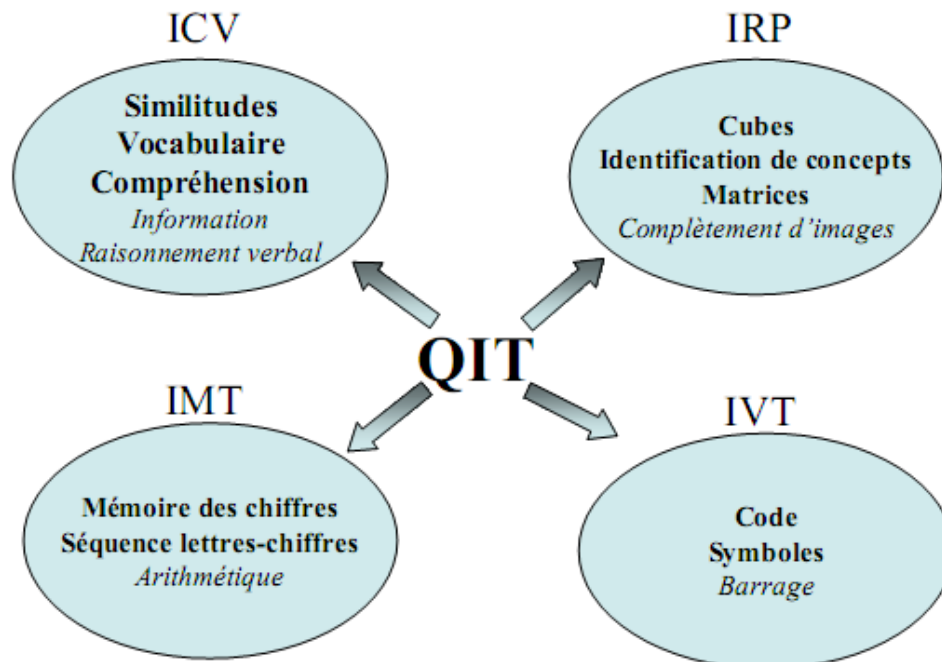 ICV
Similitudes
Vocabulaire
Compréhension
Information
Raisonnement verbal
IRP
Cubes
Identification de concepts
Matrices
Complètement d'images
QIT
IMT
Mémoire des chiffres
Séquence lettres-chiffres
Arithmétique
IVT
Code
Symboles
Barrage